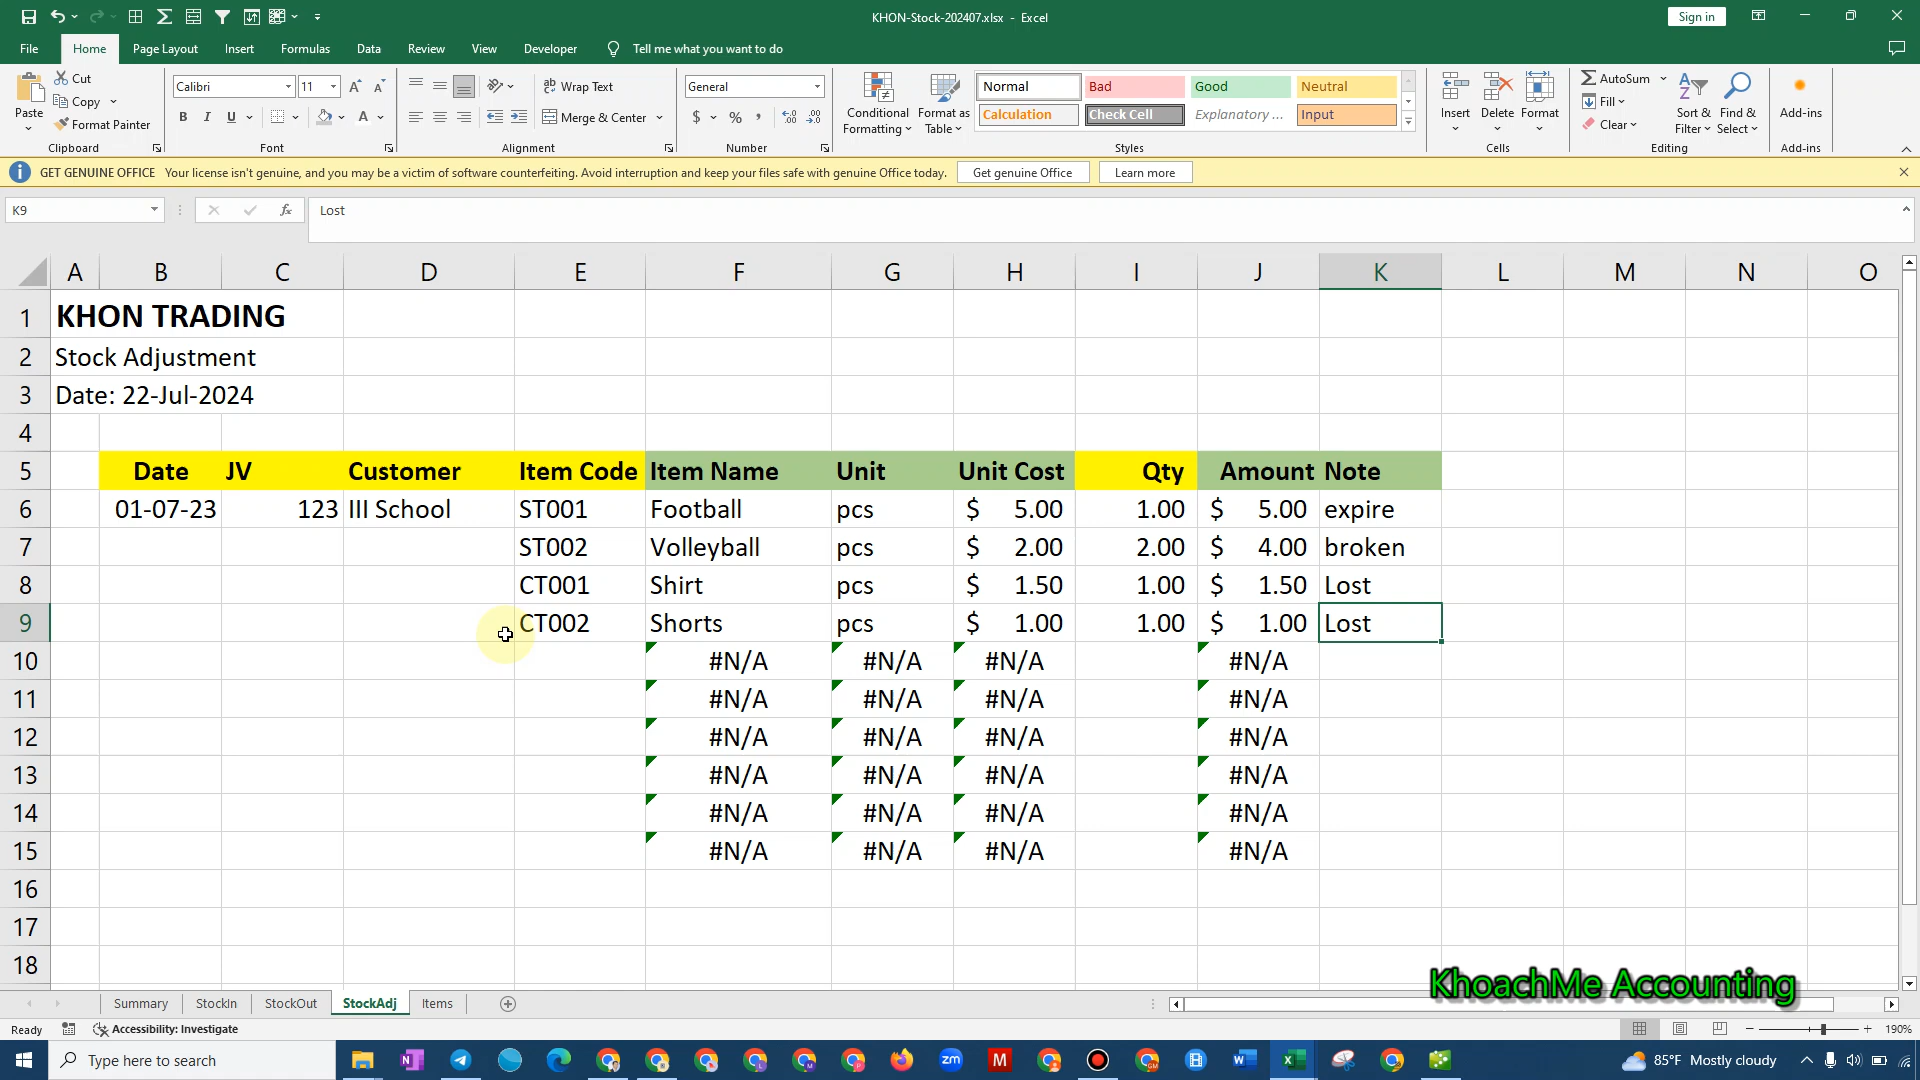 KHON-Stock-202407.xlsx - Excel
Sign in
File Home Page Layout Insert Formulas Data Review View Developer Tell me what you want to do
Paste
Cut
Copy
Format Painter
Clipboard
Calibri 11
B I U
Font
Wrap Text
Merge & Center
Alignment
General
$ % ,
Number
Conditional Formatting
Format as Table
Normal Bad Good Neutral
Calculation Check Cell Explanatory ... Input
Styles
Insert Delete Format
Cells
AutoSum
Fill
Clear
Sort & Filter
Find & Select
Editing
Add-ins
Add-ins
GET GENUINE OFFICE Your license isn't genuine, and you may be a victim of software counterfeiting. Avoid interruption and keep your files safe with genuine Office today. Get genuine Office Learn more
K9 fx Lost
A B C D E F G H I J K L M N O
1 KHON TRADING
2 Stock Adjustment
3 Date: 22-Jul-2024
4
5 Date JV Customer Item Code Item Name Unit Unit Cost Qty Amount Note
6 01-07-23 123 III School ST001 Football pcs $ 5.00 1.00 $ 5.00 expire
7 ST002 Volleyball pcs $ 2.00 2.00 $ 4.00 broken
8 CT001 Shirt pcs $ 1.50 1.00 $ 1.50 Lost
9 CT002 Shorts pcs $ 1.00 1.00 $ 1.00 Lost
10 #N/A #N/A #N/A #N/A
11 #N/A #N/A #N/A #N/A
12 #N/A #N/A #N/A #N/A
13 #N/A #N/A #N/A #N/A
14 #N/A #N/A #N/A #N/A
15 #N/A #N/A #N/A #N/A
16
17
18
KhoachMe Accounting
Summary StockIn StockOut StockAdj Items
Ready Accessibility: Investigate 190%
Type here to search
85°F Mostly cloudy